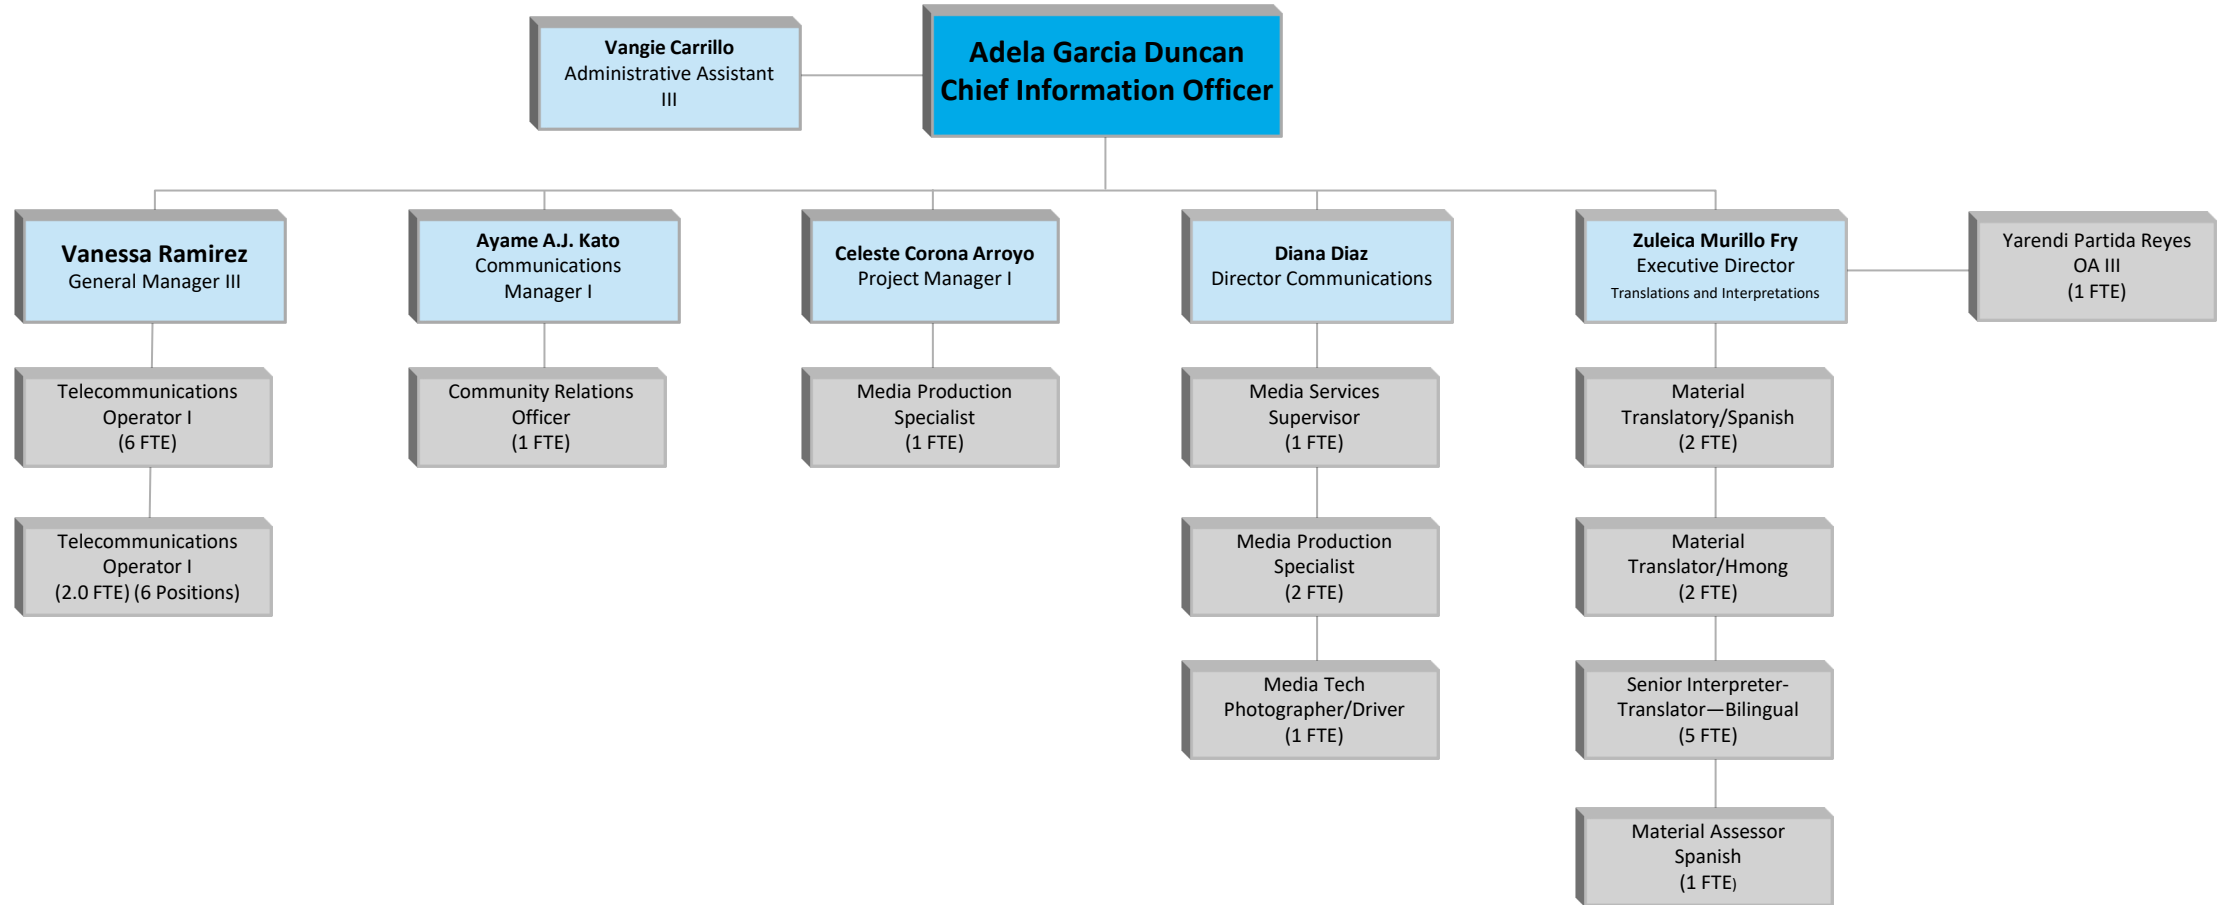 Vangie Carrillo
Administrative Assistant
III
Adela Garcia Duncan
Chief Information Officer
Vanessa Ramirez
General Manager III
Ayame A.J. Kato
Communications
Manager I
Celeste Corona Arroyo
Project Manager I
Diana Diaz
Director Communications
Zuleica Murillo Fry
Executive Director
Translations and Interpretations
Yarendi Partida Reyes
OA III
(1 FTE)
Telecommunications
Operator I
(6 FTE)
Community Relations
Officer
(1 FTE)
Media Production
Specialist
(1 FTE)
Media Services
Supervisor
(1 FTE)
Material
Translatory/Spanish
(2 FTE)
Telecommunications
Operator I
(2.0 FTE) (6 Positions)
Media Production
Specialist
(2 FTE)
Material
Translator/Hmong
(2 FTE)
Media Tech
Photographer/Driver
(1 FTE)
Senior Interpreter-
Translator—Bilingual
(5 FTE)
Material Assessor
Spanish
(1 FTE)